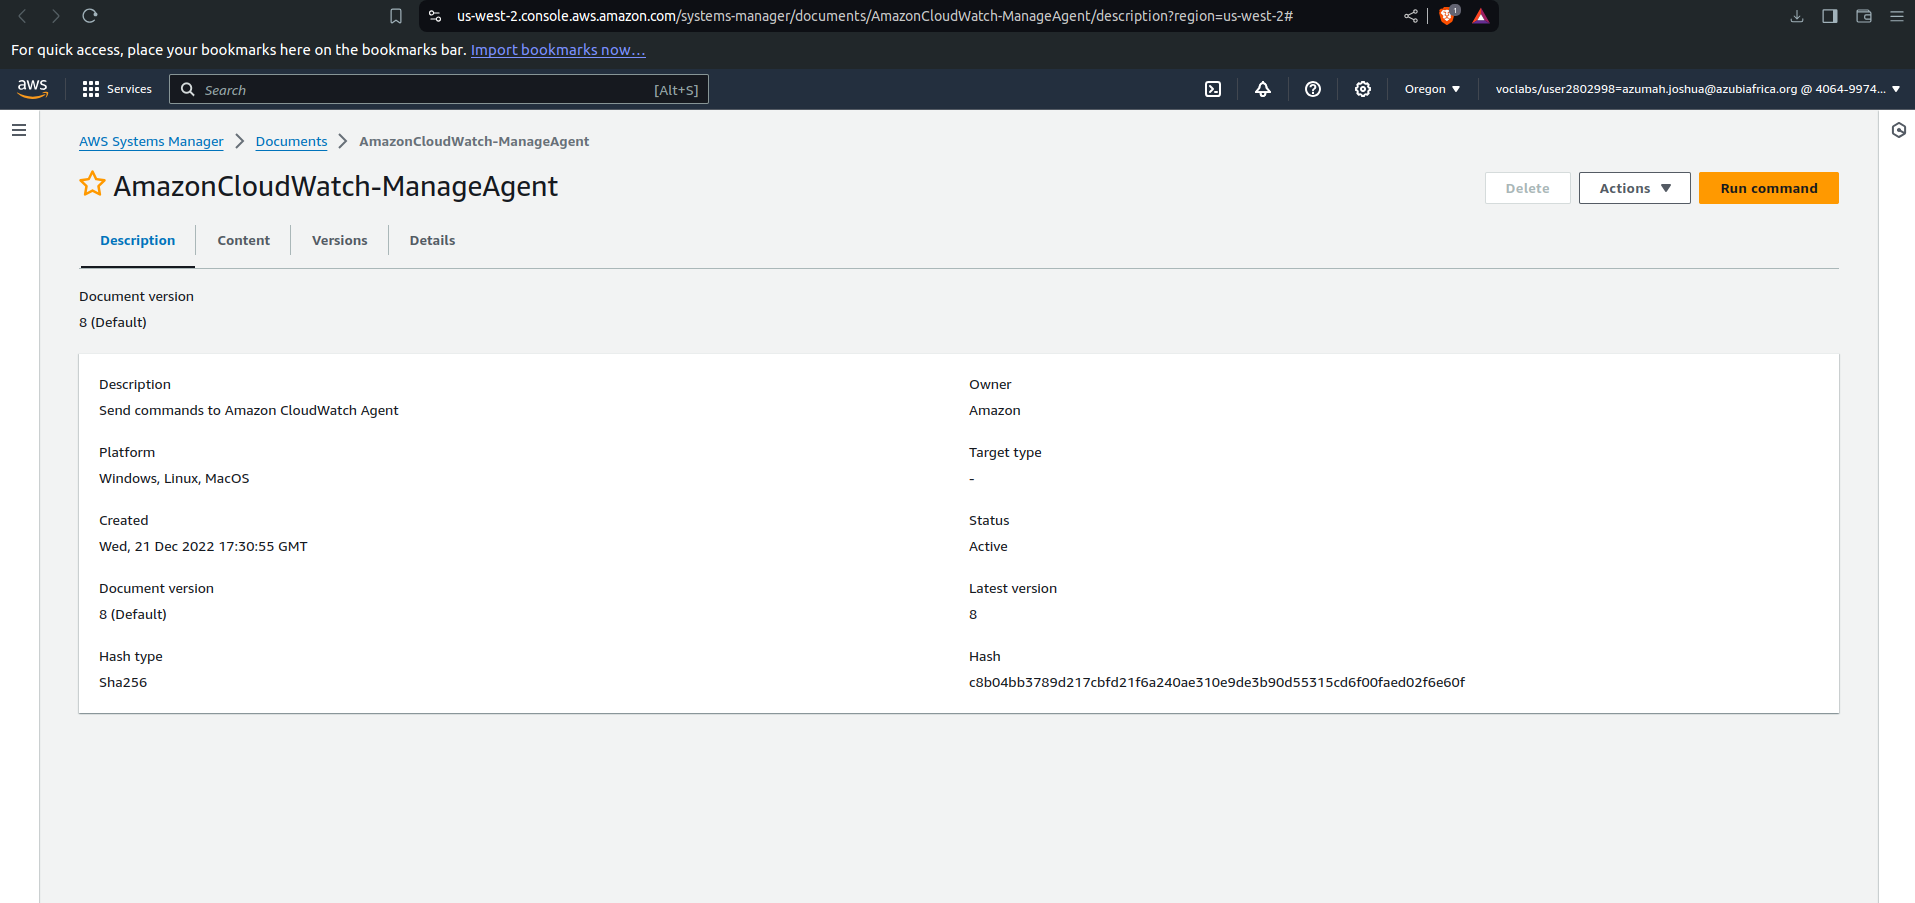 us-west-2.console.aws.amazon.com/systems-manager/documents/AmazonCloudWatch-ManageAgent/description?region=us-west-2#
1
For quick access, place your bookmarks here on the bookmarks bar. Import bookmarks now...
aws Services Search [Alt+S] Oregon voclabs/user2802998=azumah.joshua@azubiafrica.org @ 4064-9974...
AWS Systems Manager Documents AmazonCloudWatch-ManageAgent
AmazonCloudWatch-ManageAgent
Delete Actions Run command
Description Content Versions Details
Document version
8 (Default)
Description
Send commands to Amazon CloudWatch Agent
Owner
Amazon
Platform
Windows, Linux, MacOS
Target type
-
Created
Wed, 21 Dec 2022 17:30:55 GMT
Status
Active
Document version
8 (Default)
Latest version
8
Hash type
Sha256
Hash
c8b04bb3789d217cbfd21f6a240ae310e9de3b90d55315cd6f00faed02f6e60f